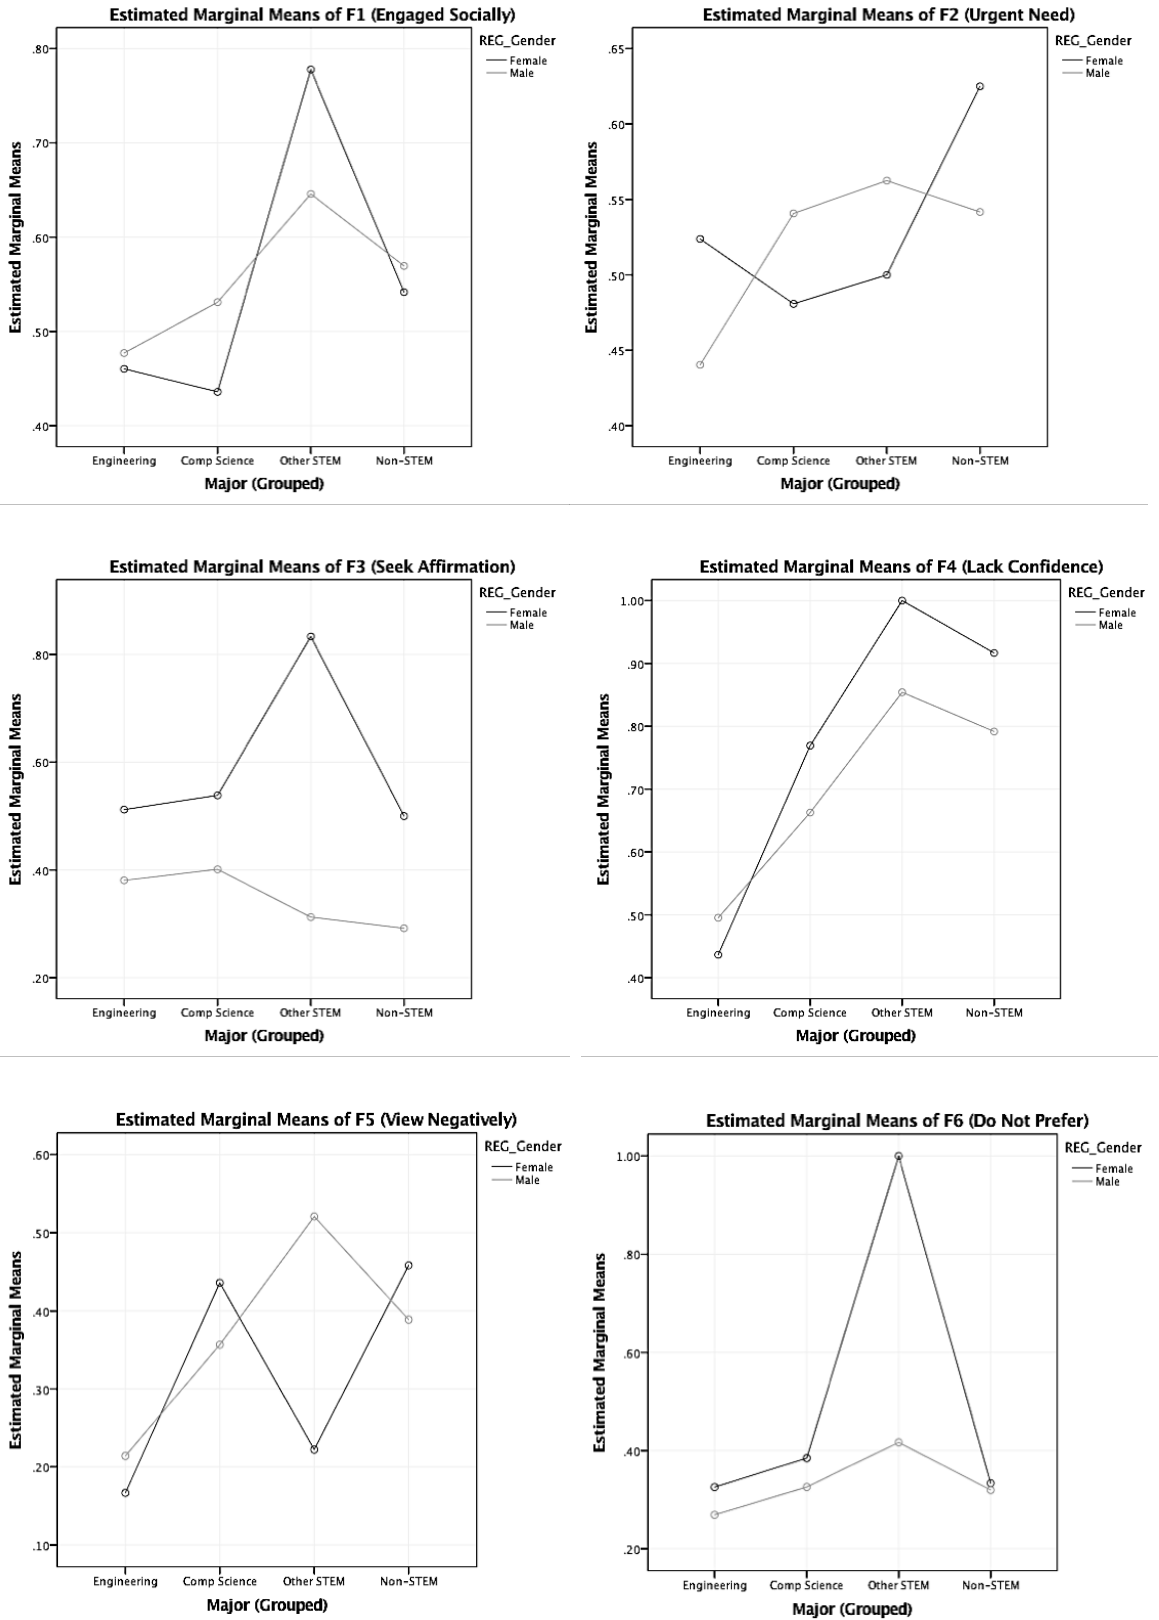 Estimated Marginal Means of F1 (Engaged Socially)
REG_Gender
Female
Male
Estimated Marginal Means
.80
.70
.60
.50
.40
Engineering
Comp Science
Other STEM
Non-STEM
Major (Grouped)
Estimated Marginal Means of F2 (Urgent Need)
REG_Gender
Female
Male
Estimated Marginal Means
.65
.60
.55
.50
.45
.40
Engineering
Comp Science
Other STEM
Non-STEM
Major (Grouped)
Estimated Marginal Means of F3 (Seek Affirmation)
REG_Gender
Female
Male
Estimated Marginal Means
.80
.60
.40
.20
Engineering
Comp Science
Other STEM
Non-STEM
Major (Grouped)
Estimated Marginal Means of F4 (Lack Confidence)
REG_Gender
Female
Male
Estimated Marginal Means
1.00
.90
.80
.70
.60
.50
.40
Engineering
Comp Science
Other STEM
Non-STEM
Major (Grouped)
Estimated Marginal Means of F5 (View Negatively)
REG_Gender
Female
Male
Estimated Marginal Means
.60
.50
.40
.30
.20
.10
Engineering
Comp Science
Other STEM
Non-STEM
Major (Grouped)
Estimated Marginal Means of F6 (Do Not Prefer)
REG_Gender
Female
Male
Estimated Marginal Means
1.00
.80
.60
.40
.20
Engineering
Comp Science
Other STEM
Non-STEM
Major (Grouped)